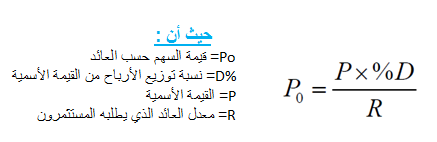 حيث أن :
Po= قيمة السهم حسب العائد
D%= نسبة توزيع الأرباح من القيمة الأسمية
P= القيمة الأسمية
R= معدل العائد الذي يطلبه المستثمرون
P₀ = (P×%D) / R